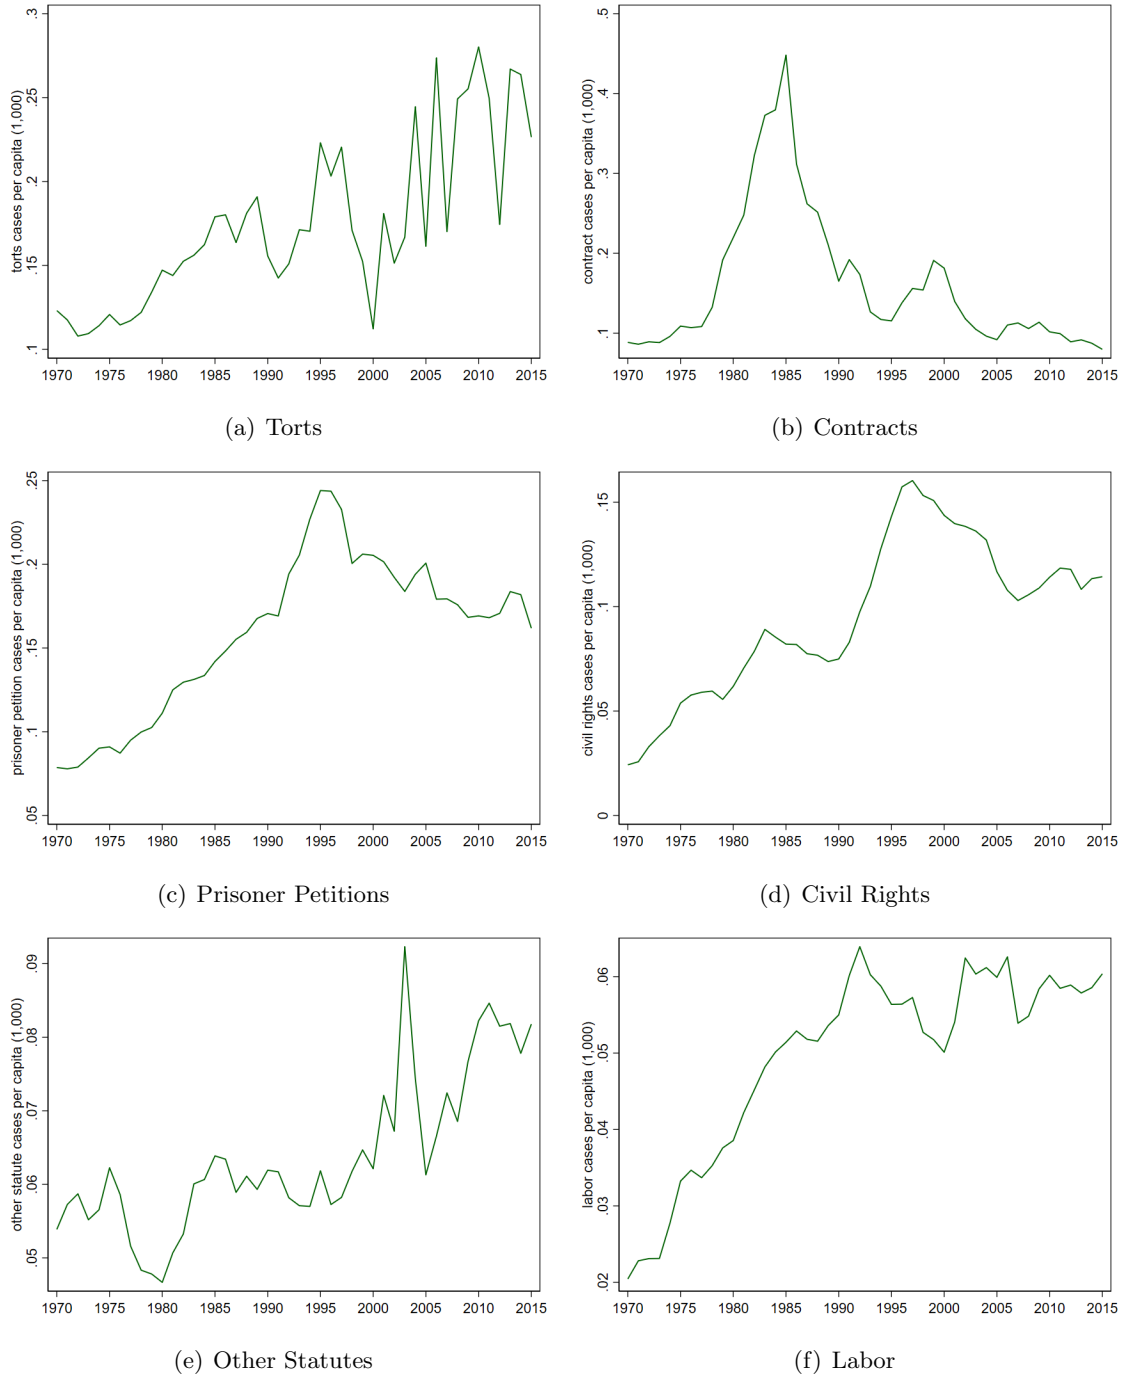 torts cases per capita (1,000)
.3
.25
.2
.15
.1
1970 1975 1980 1985 1990 1995 2000 2005 2010 2015
(a) Torts
contract cases per capita (1,000)
.5
.4
.3
.2
.1
1970 1975 1980 1985 1990 1995 2000 2005 2010 2015
(b) Contracts
prisoner petition cases per capita (1,000)
.25
.2
.15
.1
.05
1970 1975 1980 1985 1990 1995 2000 2005 2010 2015
(c) Prisoner Petitions
civil rights cases per capita (1,000)
.15
.1
.05
0
1970 1975 1980 1985 1990 1995 2000 2005 2010 2015
(d) Civil Rights
other statute cases per capita (1,000)
.09
.08
.07
.06
.05
1970 1975 1980 1985 1990 1995 2000 2005 2010 2015
(e) Other Statutes
labor cases per capita (1,000)
.06
.05
.04
.03
.02
1970 1975 1980 1985 1990 1995 2000 2005 2010 2015
(f) Labor